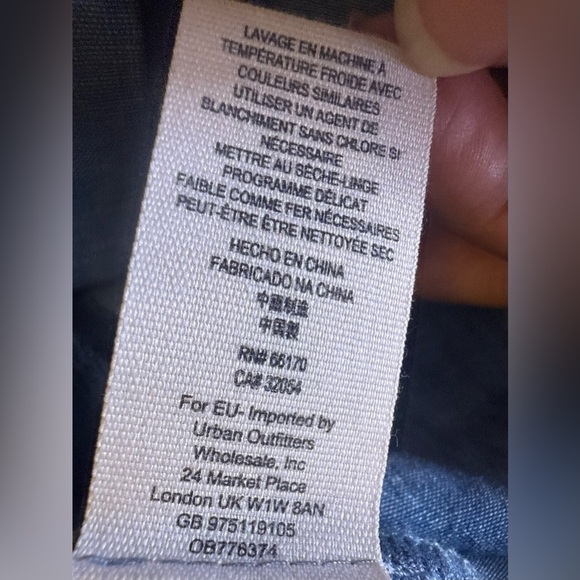 LAVAGE EN MACHINE À
TEMPÉRATURE FROIDE AVEC
COULEURS SIMILAIRES
UTILISER UN AGENT DE
BLANCHIMENT SANS CHLORE SI
NÉCESSAIRE
METTRE AU SÈCHE-LINGE
PROGRAMME DÉLICAT
FAIBLE COMME FER NÉCESSAIRES
PEUT-ÊTRE ÊTRE NETTOYÉE SEC
HECHO EN CHINA
FABRICADO NA CHINA
中國制造
中国製
RN# 66170
CA# 32054
For EU- Imported by
Urban Outfitters
Wholesale, Inc
24 Market Place
London UK W1W 8AN
GB 975119105
OB776374